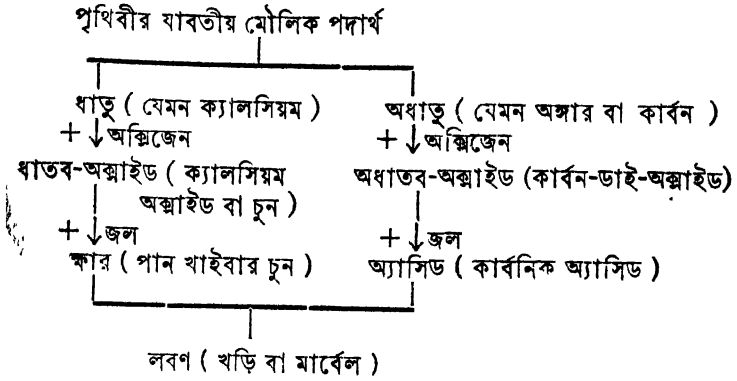 পৃথিবীর যাবতীয় মৌলিক পদার্থ
ধাতু ( যেমন ক্যালসিয়ম ) অধাতু ( যেমন অঙ্গার বা কার্বন )
+ ↓ অক্সিজেন + ↓ অক্সিজেন
ধাতব-অক্সাইড ( ক্যালসিয়ম অধাতব-অক্সাইড (কার্বন-ডাই-অক্সাইড)
অক্সাইড বা চুন )
+ ↓ জল + ↓ জল
ক্ষার ( পান খাইবার চুন ) অ্যাসিড ( কার্বনিক অ্যাসিড )
লবণ ( খড়ি বা মার্বেল )